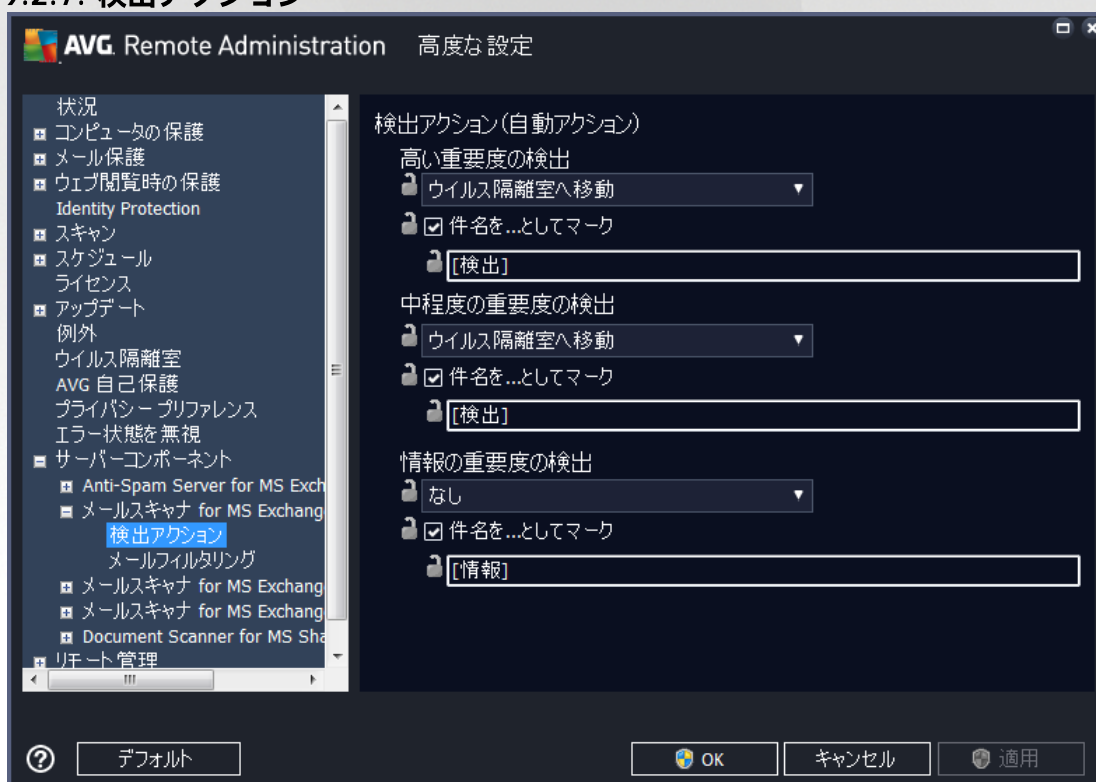 検出アクション
AVG. Remote Administration 高度な設定
状況
コンピュータの保護
メール保護
ウェブ閲覧時の保護
Identity Protection
スキャン
スケジュール
ライセンス
アップデート
例外
ウイルス隔離室
AVG 自己保護
プライバシー プリファレンス
エラー状態を無視
サーバーコンポーネント
Anti-Spam Server for MS Exch
メールスキャナ for MS Exchang
検出アクション
メールフィルタリング
メールスキャナ for MS Exchang
メールスキャナ for MS Exchang
Document Scanner for MS Sha
リモート管理
検出アクション(自動アクション)
高い重要度の検出
ウイルス隔離室へ移動
件名を...としてマーク
[検出]
中程度の重要度の検出
ウイルス隔離室へ移動
件名を...としてマーク
[検出]
情報の重要度の検出
なし
件名を...としてマーク
[情報]
デフォルト
OK
キャンセル
適用